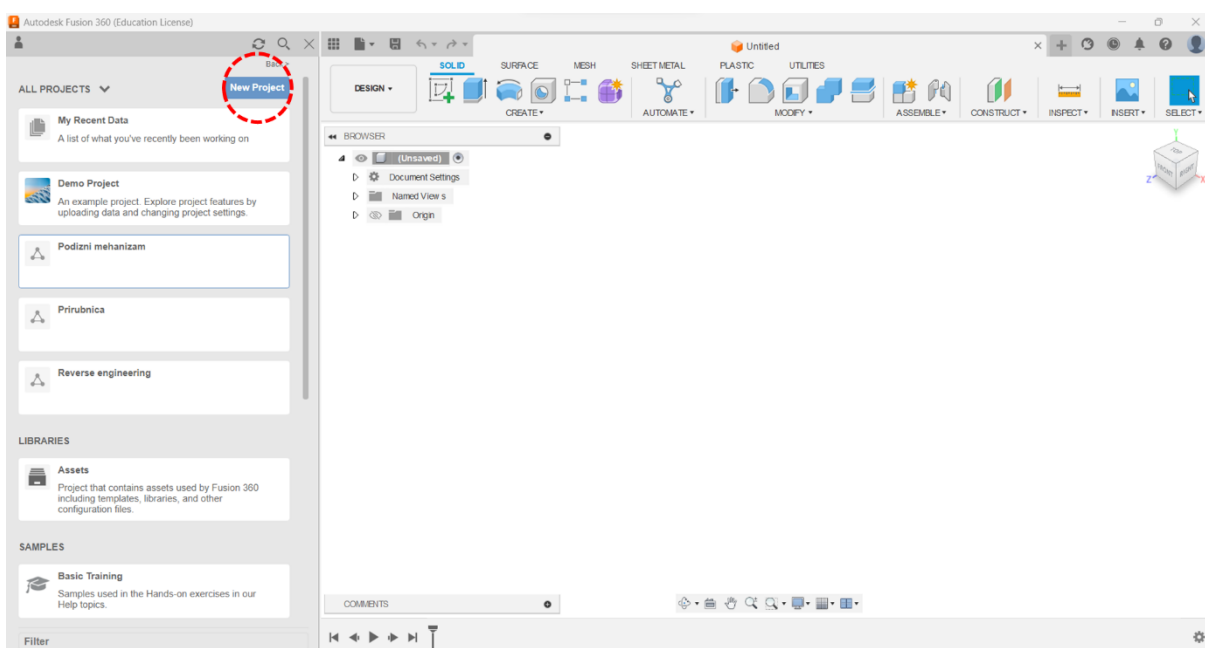 Autodesk Fusion 360 (Education License)
Untitled
Back
ALL PROJECTS
New Project
My Recent Data
A list of what you've recently been working on
Demo Project
An example project. Explore project features by
uploading data and changing project settings.
Podizni mehanizam
Prirubnica
Reverse engineering
LIBRARIES
Assets
Project that contains assets used by Fusion 360
including templates, libraries, and other
configuration files.
SAMPLES
Basic Training
Samples used in the Hands-on exercises in our
Help topics.
Filter
SOLID SURFACE MESH SHEET METAL PLASTIC UTILITIES
DESIGN
CREATE AUTOMATE MODIFY ASSEMBLE CONSTRUCT INSPECT INSERT SELECT
BROWSER
(Unsaved)
Document Settings
Named Views
Origin
Y
TOP
FRONT RIGHT
Z X
COMMENTS